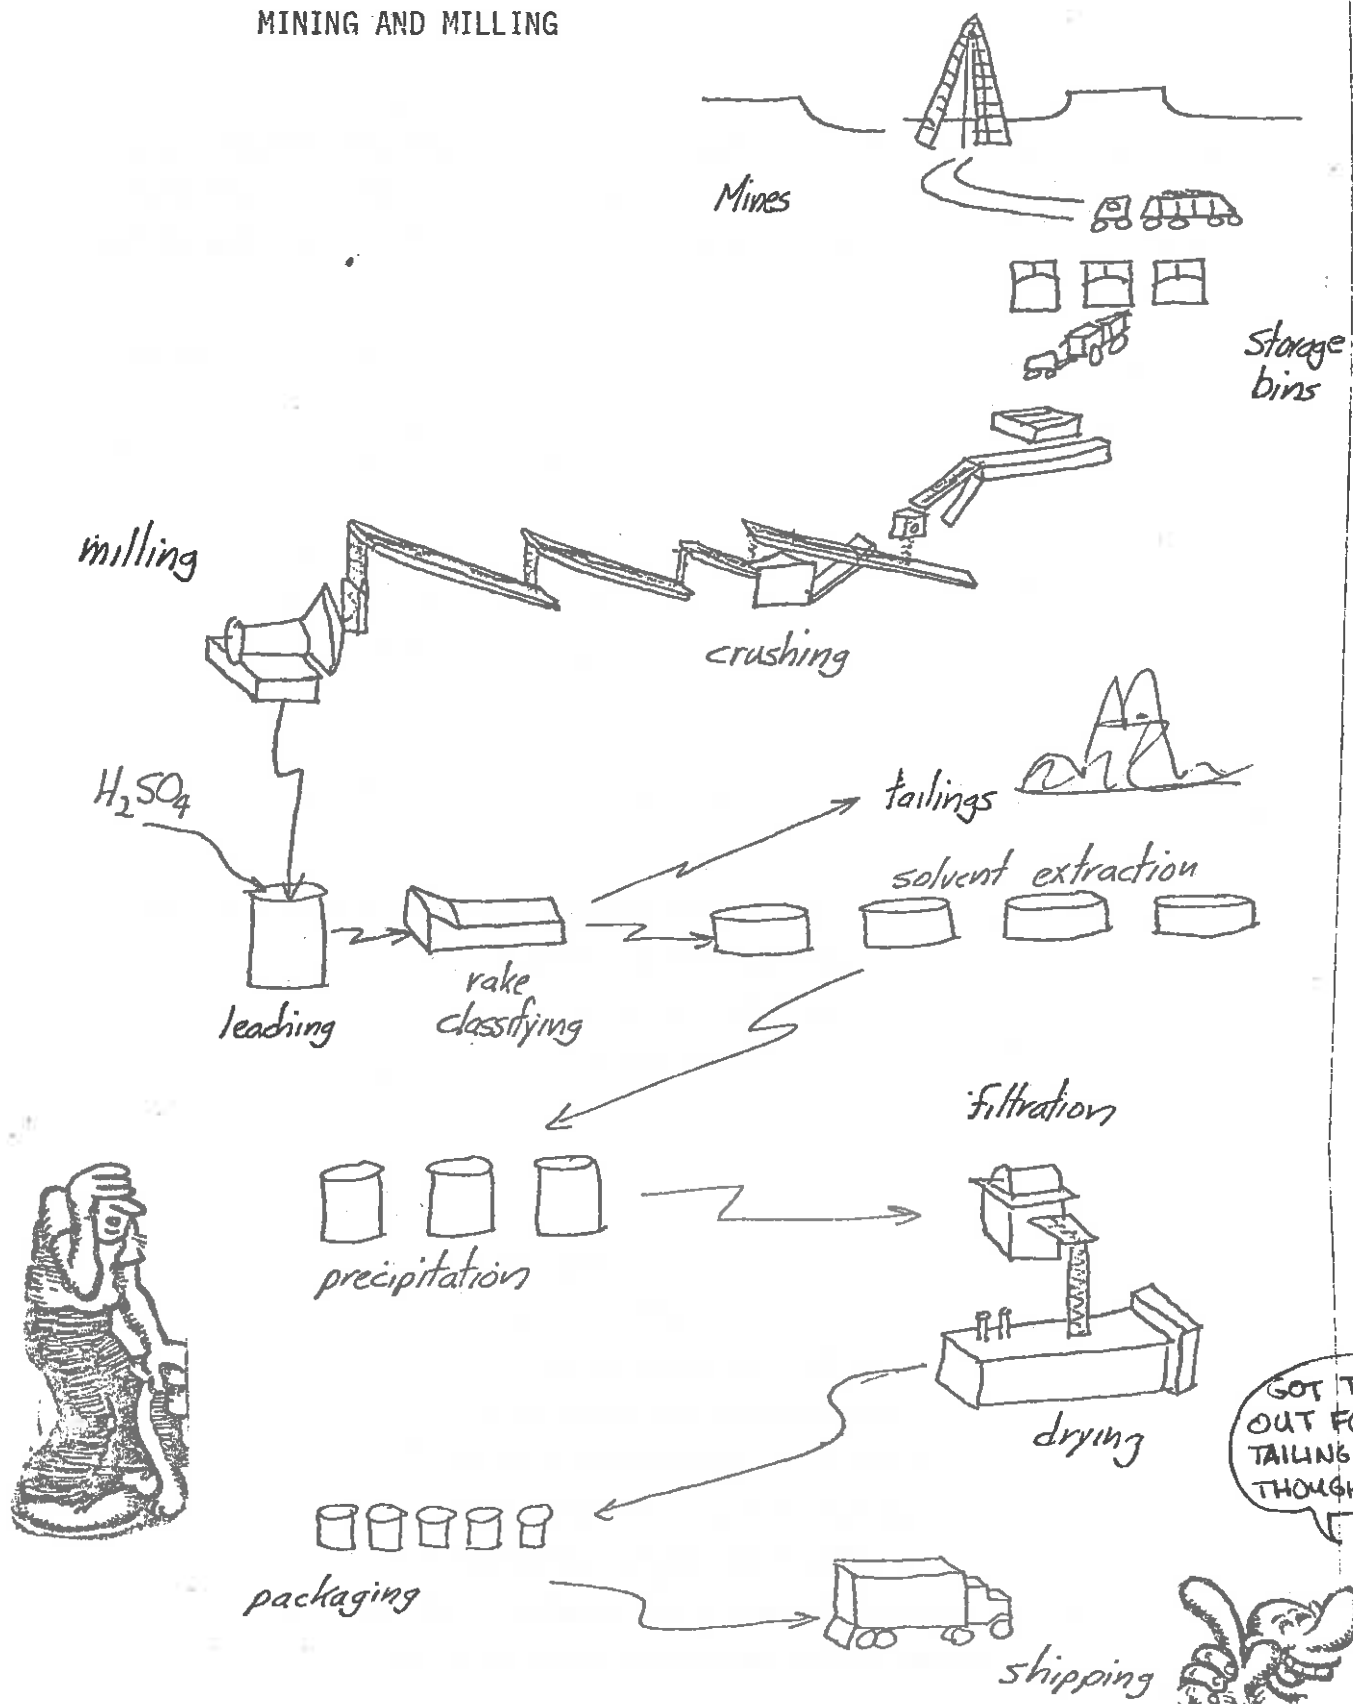 MINING AND MILLING
Mines
storage
bins
milling
crushing
H₂SO₄
tailings
solvent extraction
leaching
rake
classifying
filtration
precipitation
drying
GOT
OUT
TAILING
packaging
shipping